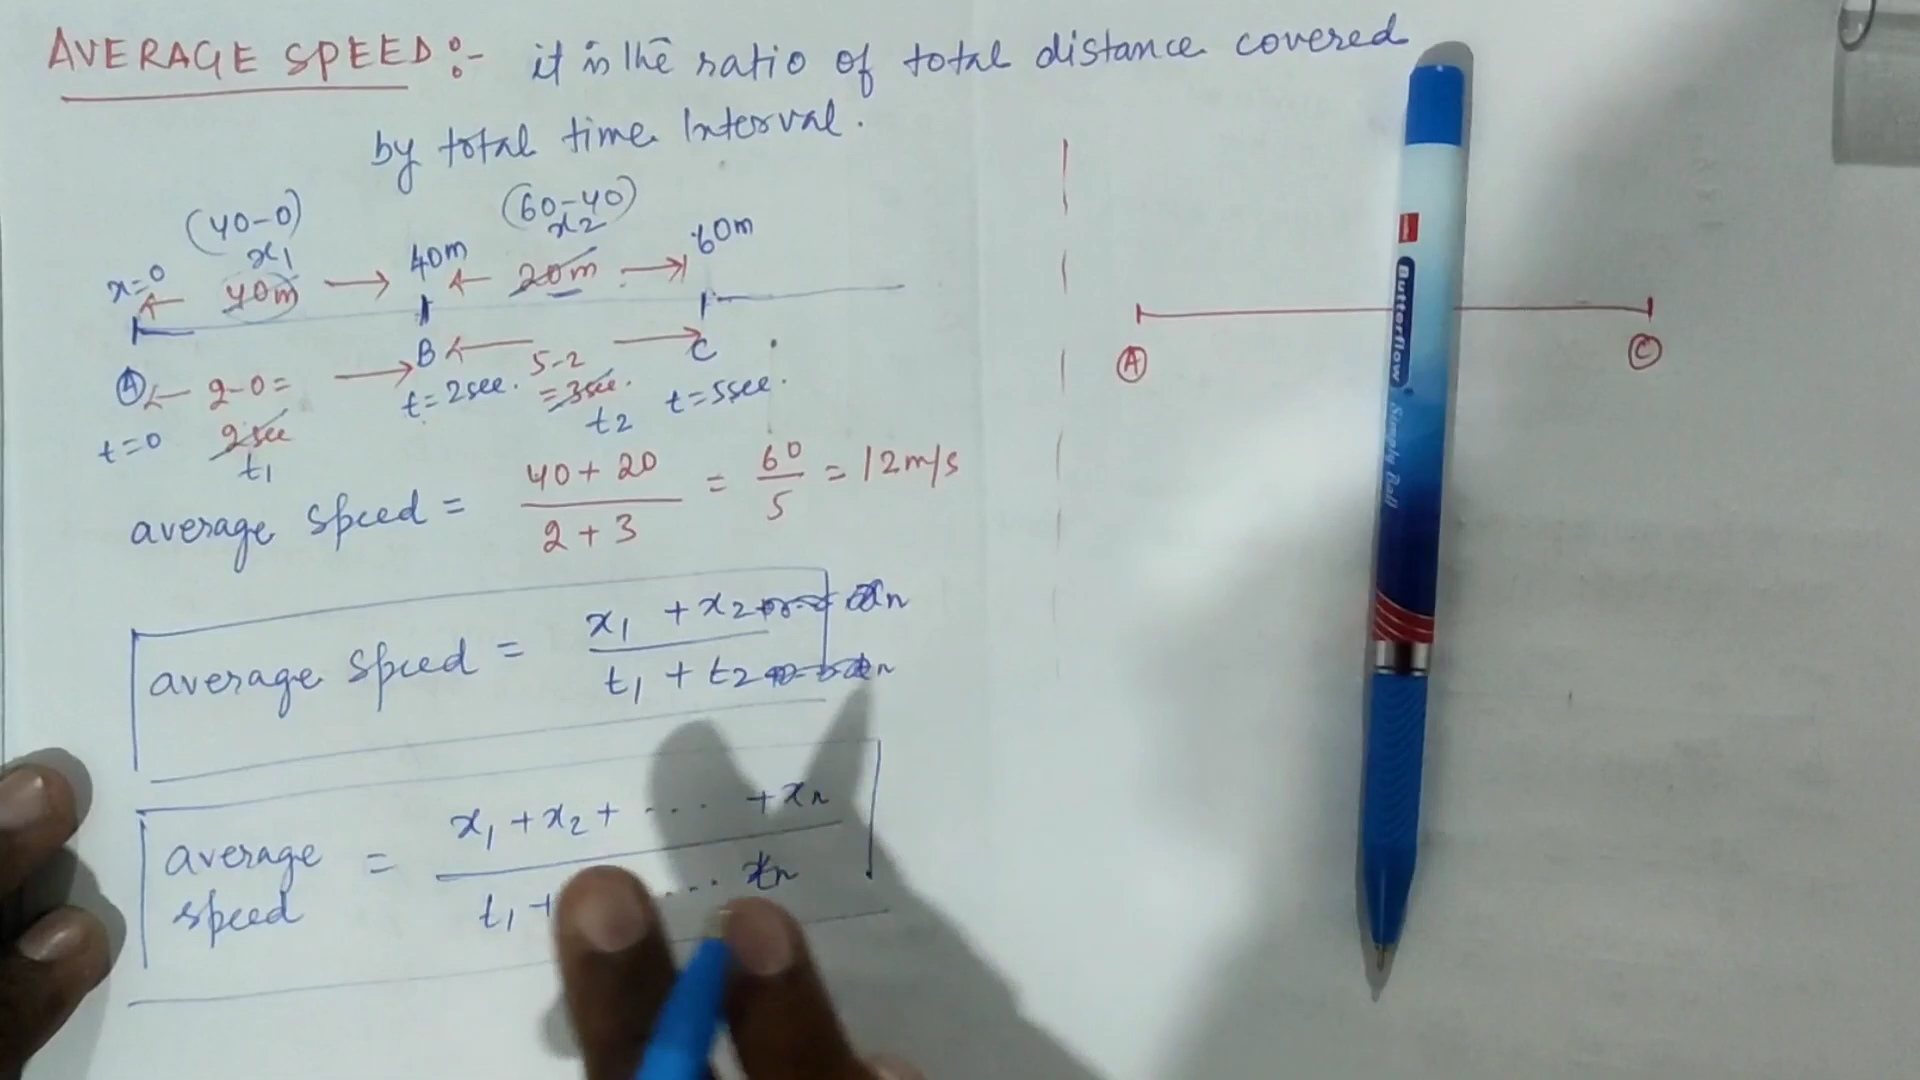 AVERAGE SPEED :- it is the ratio of total distance covered
by total time Interval.
(40-0) (60-40)
x1 x2
x=0 40m 40m 20m 60m
A B C
2-0= 5-2
2sec =3sec.
t=0 t=2sec. t=5sec.
t1 t2
average speed = 40+20 / 2+3 = 60/5 = 12m/s
average speed = x1 + x2 / t1 + t2
average speed = x1 + x2 + .... + xn / t1 + .... tn
A C
Butterflow
Simply Ball